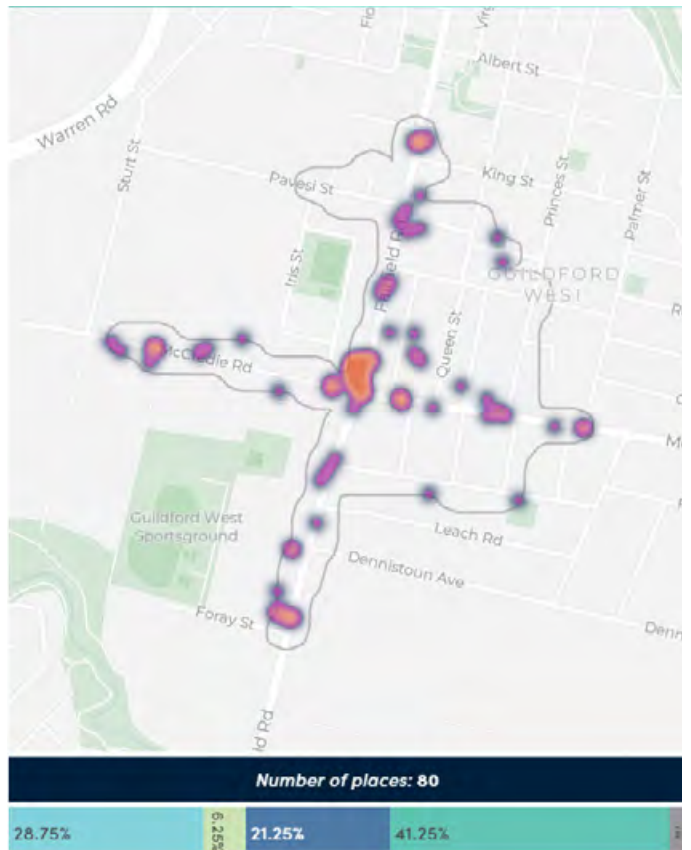 Albert St
Warren Rd
Sturt St
King St
Pavesi St
Princes St
Palmer St
Iris St
GUILDFORD
WEST
Queen St
McCredie Rd
Guildford West
Sportsground
Leach Rd
Dennistoun Ave
Foray St
Number of places: 80
28.75%
6.25%
21.25%
41.25%